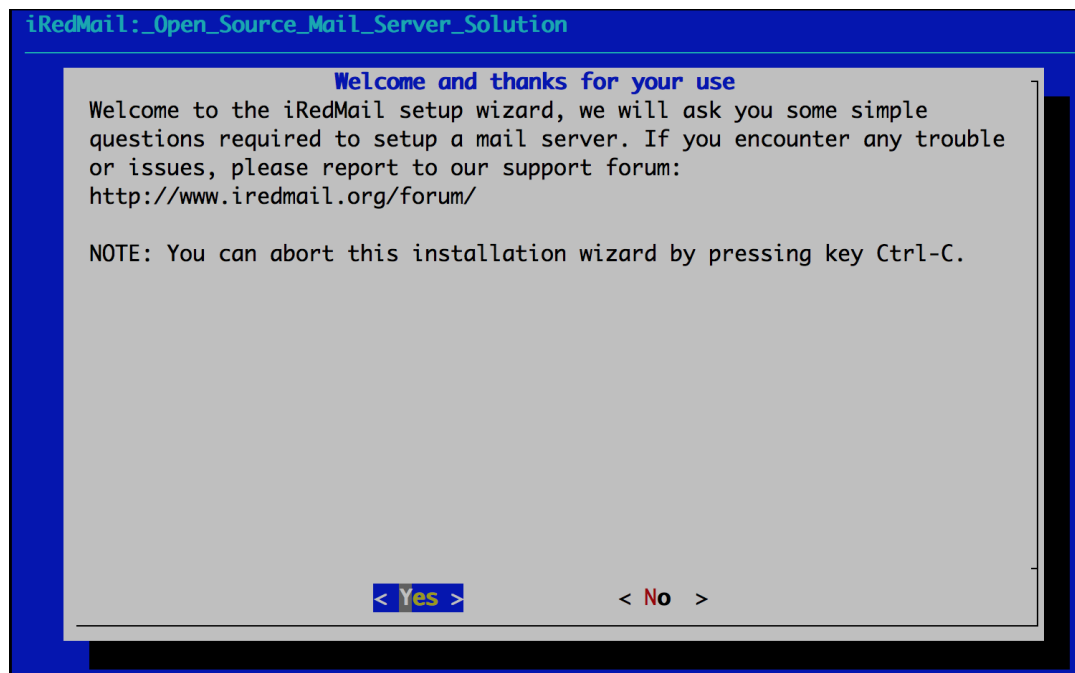 iRedMail:_Open_Source_Mail_Server_Solution
Welcome and thanks for your use
Welcome to the iRedMail setup wizard, we will ask you some simple
questions required to setup a mail server. If you encounter any trouble
or issues, please report to our support forum:
http://www.iredmail.org/forum/
NOTE: You can abort this installation wizard by pressing key Ctrl-C.
< Yes > < No >